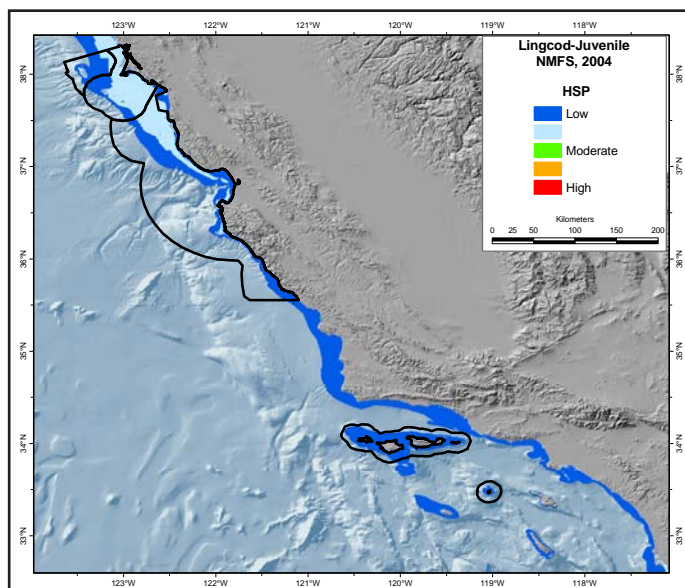 123°W 122°W 121°W 120°W 119°W 118°W
Lingcod-Juvenile
NMFS, 2004
HSP
Low
Moderate
High
Kilometers
0 25 50 100 150 200
38°N 38°N
37°N 37°N
36°N 36°N
35°N 35°N
34°N 34°N
33°N 33°N
123°W 122°W 121°W 120°W 119°W 118°W